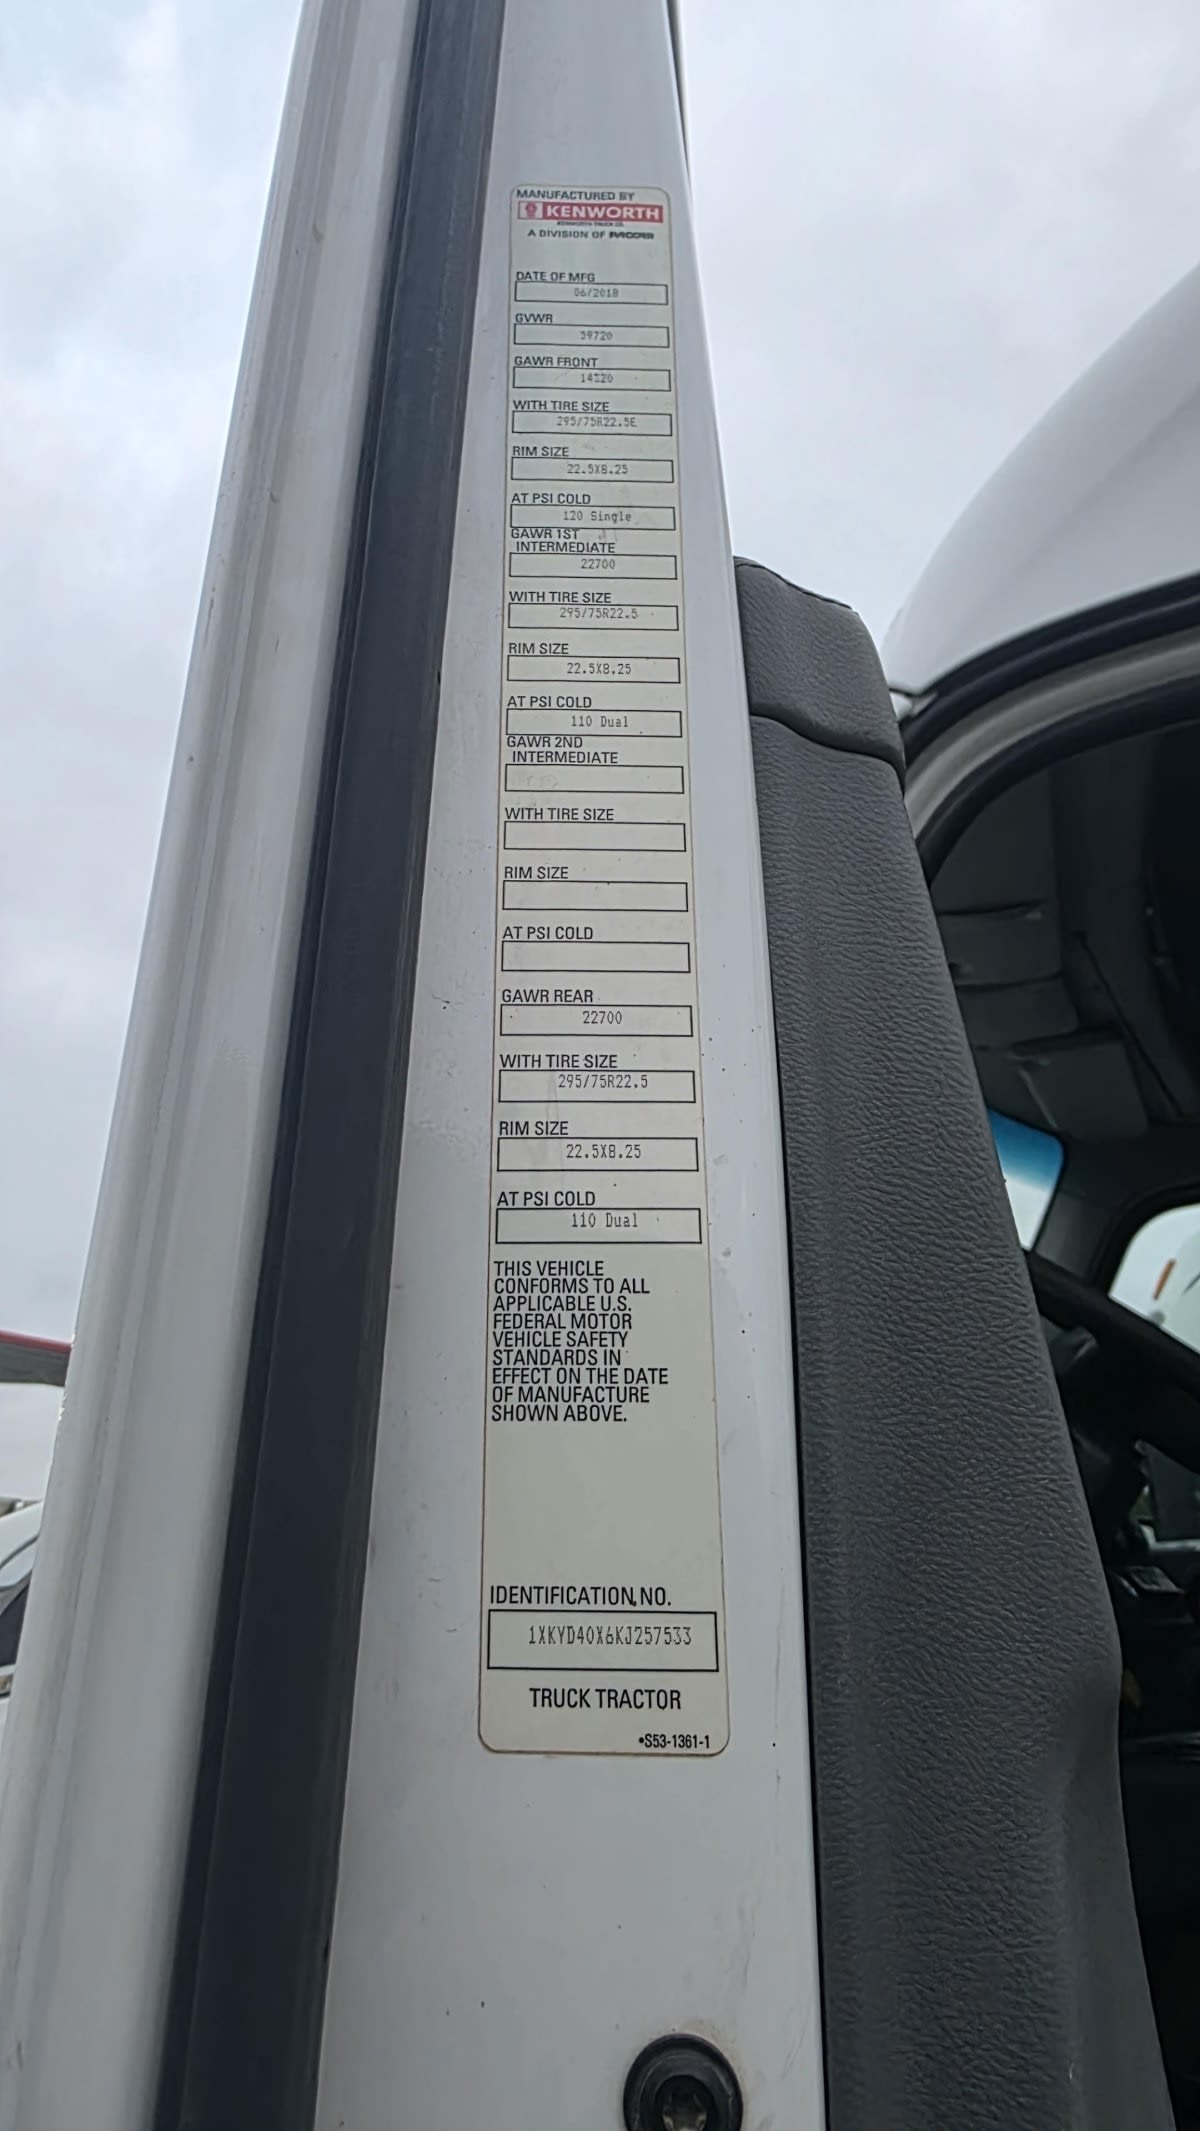 MANUFACTURED BY
KENWORTH
KENWORTH TRUCK CO.
A DIVISION OF PACCAR
DATE OF MFG
06/2018
GVWR
59720
GAWR FRONT
14320
WITH TIRE SIZE
295/75R22.5E
RIM SIZE
22.5X8.25
AT PSI COLD
120 Single
GAWR 1ST
INTERMEDIATE
22700
WITH TIRE SIZE
295/75R22.5
RIM SIZE
22.5X8.25
AT PSI COLD
110 Dual
GAWR 2ND
INTERMEDIATE
WITH TIRE SIZE
RIM SIZE
AT PSI COLD
GAWR REAR
22700
WITH TIRE SIZE
295/75R22.5
RIM SIZE
22.5X8.25
AT PSI COLD
110 Dual
THIS VEHICLE
CONFORMS TO ALL
APPLICABLE U.S.
FEDERAL MOTOR
VEHICLE SAFETY
STANDARDS IN
EFFECT ON THE DATE
OF MANUFACTURE
SHOWN ABOVE.
IDENTIFICATION NO.
1XKYD40X6KJ257533
TRUCK TRACTOR
•S53-1361-1